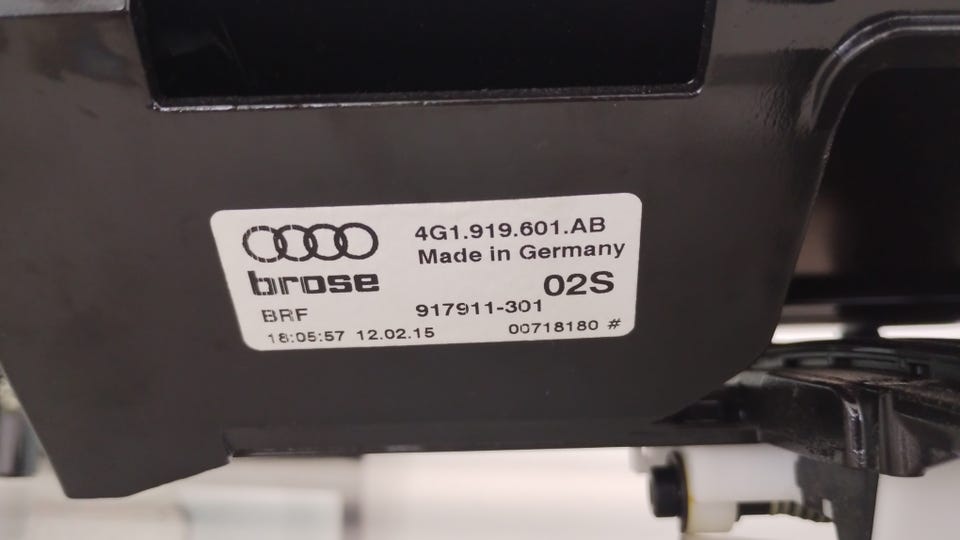 4G1.919.601.AB
Made in Germany
brose
02S
BRF
917911-301
18:05:57 12.02.15
00718180 #